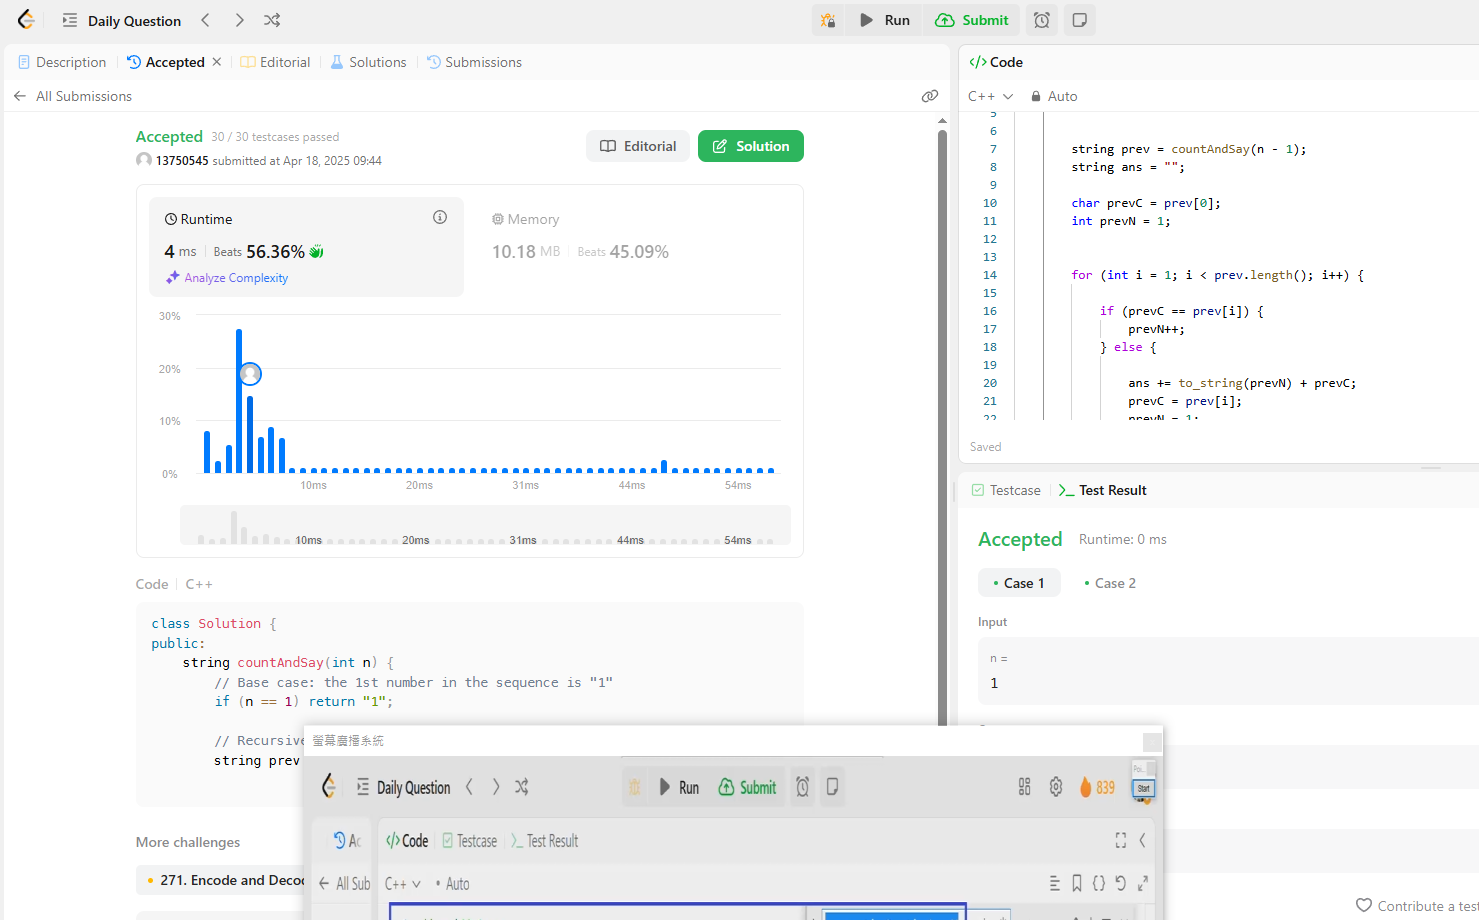 Daily Question
Run
Submit
Description
Accepted
Editorial
Solutions
Submissions
All Submissions
Accepted 30 / 30 testcases passed
13750545 submitted at Apr 18, 2025 09:44
Editorial
Solution
Runtime
4 ms Beats 56.36%
Analyze Complexity
Memory
10.18 MB Beats 45.09%
30%
20%
10%
0%
10ms 20ms 31ms 44ms 54ms
10ms 20ms 31ms 44ms 54ms
Code C++
class Solution {
public:
string countAndSay(int n) {
// Base case: the 1st number in the sequence is "1"
if (n == 1) return "1";
// Recursive
string prev
More challenges
271. Encode and Deco
Code
C++ Auto
5
6
7 string prev = countAndSay(n - 1);
8 string ans = "";
9
10 char prevC = prev[0];
11 int prevN = 1;
12
13
14 for (int i = 1; i < prev.length(); i++) {
15
16 if (prevC == prev[i]) {
17 prevN++;
18 } else {
19
20 ans += to_string(prevN) + prevC;
21 prevC = prev[i];
22 prevN = 1;
Saved
Testcase
Test Result
Accepted Runtime: 0 ms
Case 1
Case 2
Input
n =
1
Contribute a test
螢幕廣播系統
Daily Question
Run
Submit
839
Start
Ac
Code
Testcase
Test Result
All Sub
C++ Auto